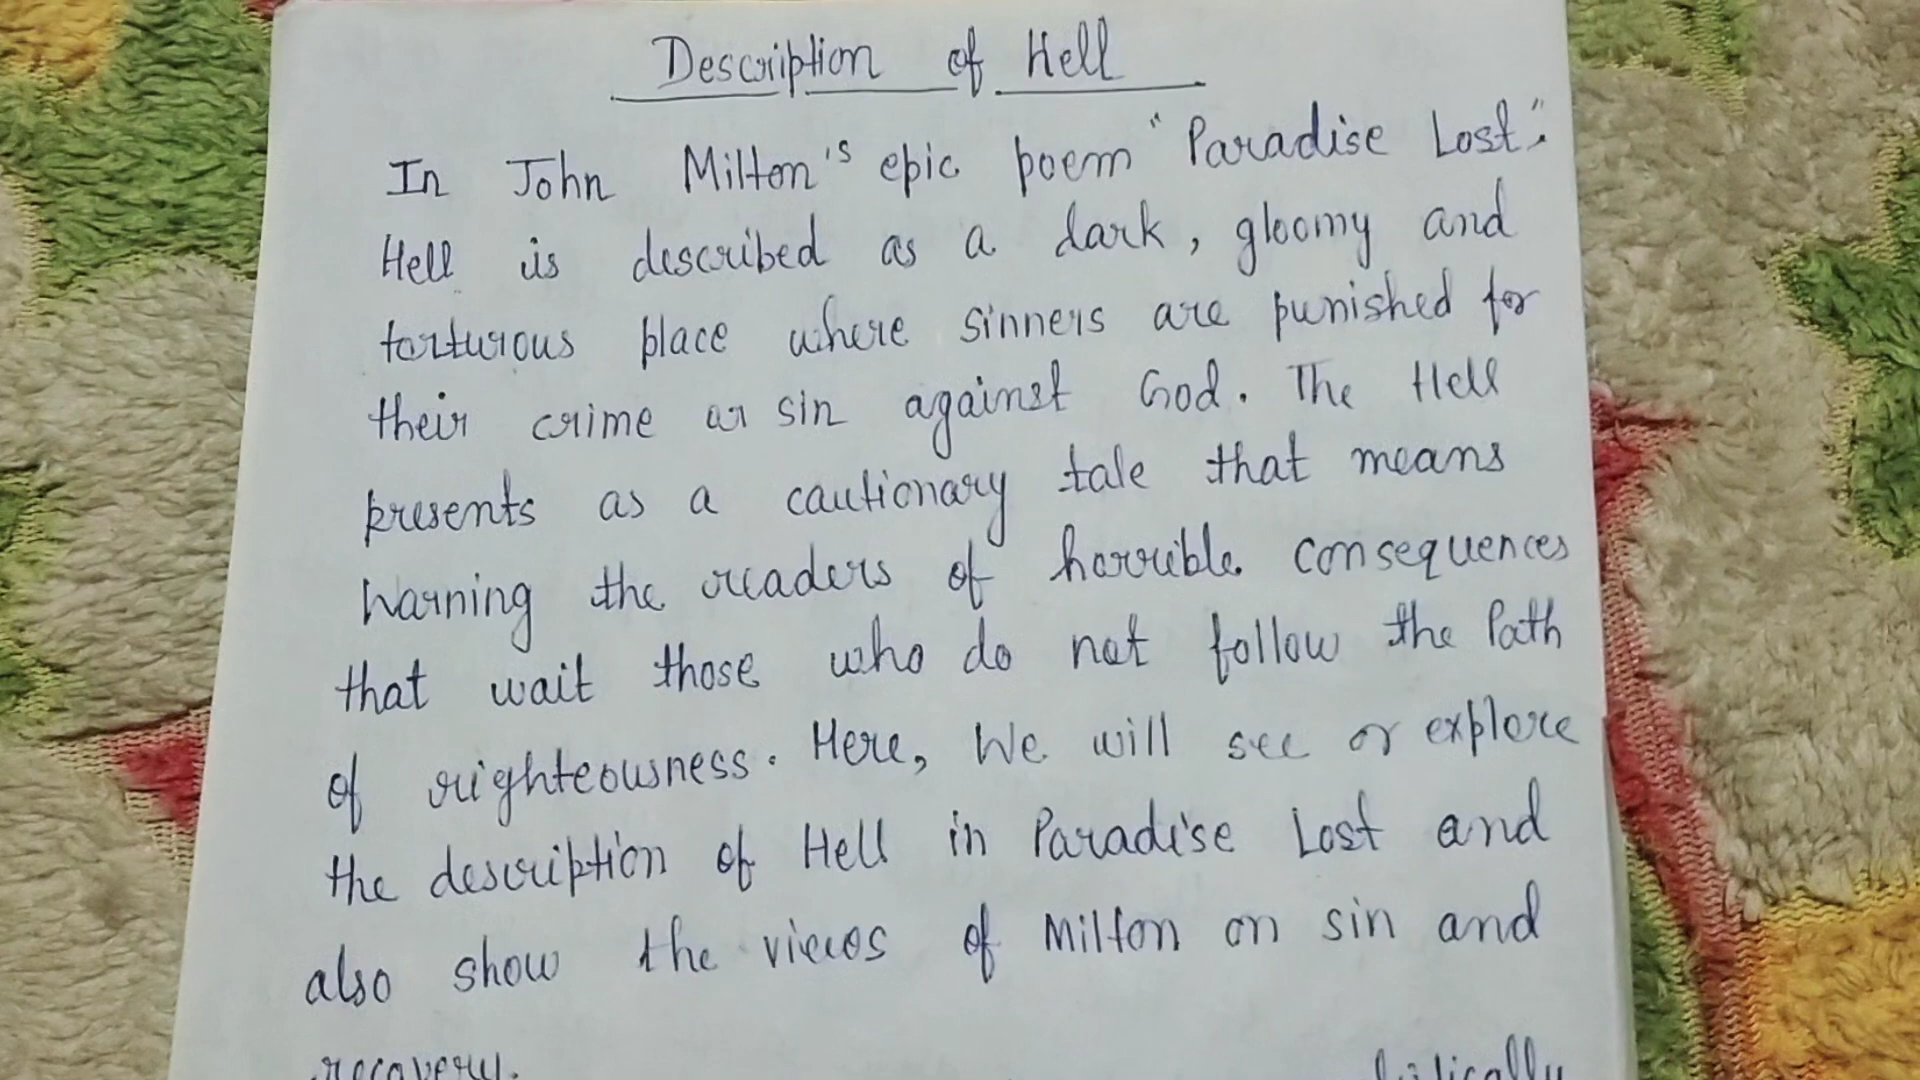 Description of Hell
In John Milton's epic poem "Paradise Lost".
Hell is described as a dark, gloomy and
torturous place where sinners are punished for
their crime or sin against God. The Hell
presents as a cautionary tale that means
Warning the readers of horrible consequences
that wait those who do not follow the Path
of righteousness. Here, We will see or explore
the description of Hell in Paradise Lost and
also show the views of Milton on sin and
recovery.